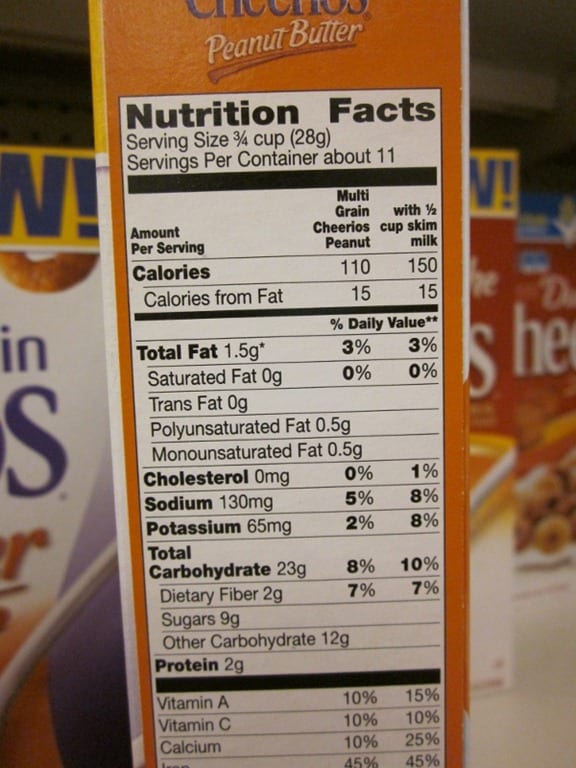 Cheerios
Peanut Butter
Nutrition Facts
Serving Size ¾ cup (28g)
Servings Per Container about 11
Amount Per Serving
Multi Grain Cheerios Peanut
with ½ cup skim milk
Calories 110 150
Calories from Fat 15 15
% Daily Value**
Total Fat 1.5g* 3% 3%
Saturated Fat 0g 0% 0%
Trans Fat 0g
Polyunsaturated Fat 0.5g
Monounsaturated Fat 0.5g
Cholesterol 0mg 0% 1%
Sodium 130mg 5% 8%
Potassium 65mg 2% 8%
Total
Carbohydrate 23g 8% 10%
Dietary Fiber 2g 7% 7%
Sugars 9g
Other Carbohydrate 12g
Protein 2g
Vitamin A 10% 15%
Vitamin C 10% 10%
Calcium 10% 25%
Iron 45% 45%